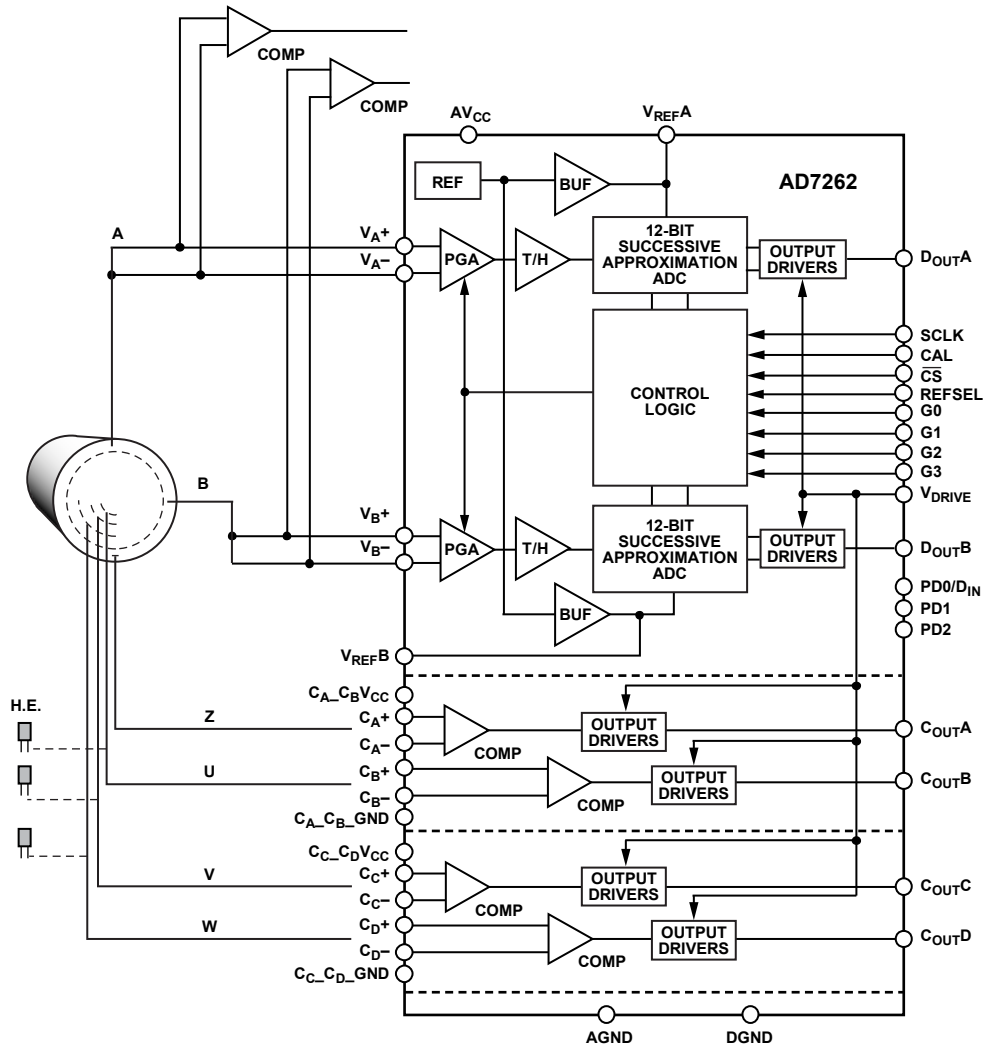 COMP
COMP
AVCC
VREFA
REF
BUF
AD7262
A
VA+
VA−
PGA
T/H
12-BIT
SUCCESSIVE
APPROXIMATION
ADC
OUTPUT
DRIVERS
DOUTA
SCLK
CAL
CS
REFSEL
G0
G1
G2
G3
CONTROL
LOGIC
VDRIVE
B
VB+
VB−
PGA
T/H
12-BIT
SUCCESSIVE
APPROXIMATION
ADC
OUTPUT
DRIVERS
DOUTB
PD0/DIN
PD1
PD2
BUF
VREFB
CA_CBVCC
H.E.
Z
CA+
CA−
COMP
OUTPUT
DRIVERS
COUTA
U
CB+
CB−
COMP
OUTPUT
DRIVERS
COUTB
CA_CB_GND
CC_CDVCC
V
CC+
CC−
COMP
OUTPUT
DRIVERS
COUTC
W
CD+
CD−
COMP
OUTPUT
DRIVERS
COUTD
CC_CD_GND
AGND
DGND